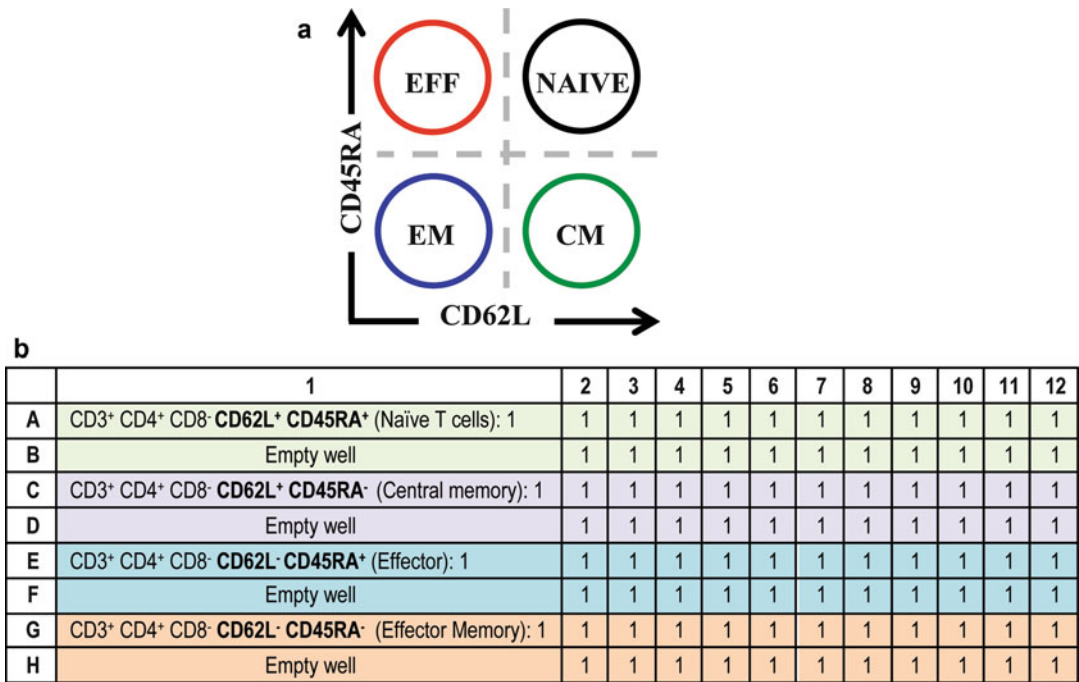 a
EFF NAIVE
CD45RA
EM CM
CD62L
b
1 2 3 4 5 6 7 8 9 10 11 12
A CD3⁺ CD4⁺ CD8⁻ CD62L⁺ CD45RA⁺ (Naïve T cells): 1 1 1 1 1 1 1 1 1 1 1 1
B Empty well 1 1 1 1 1 1 1 1 1 1 1
C CD3⁺ CD4⁺ CD8⁻ CD62L⁺ CD45RA⁻ (Central memory): 1 1 1 1 1 1 1 1 1 1 1 1
D Empty well 1 1 1 1 1 1 1 1 1 1 1
E CD3⁺ CD4⁺ CD8⁻ CD62L⁻ CD45RA⁺ (Effector): 1 1 1 1 1 1 1 1 1 1 1 1
F Empty well 1 1 1 1 1 1 1 1 1 1 1
G CD3⁺ CD4⁺ CD8⁻ CD62L⁻ CD45RA⁻ (Effector Memory): 1 1 1 1 1 1 1 1 1 1 1 1
H Empty well 1 1 1 1 1 1 1 1 1 1 1